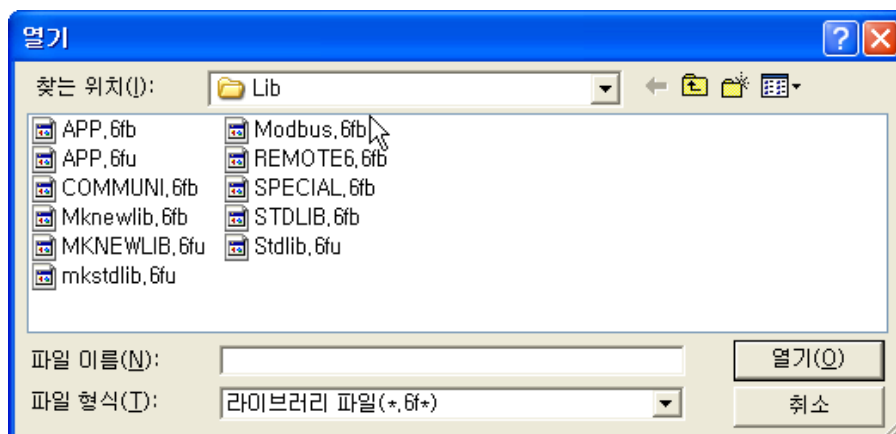 열기
찾는 위치(I):
Lib
APP.6fb
APP.6fu
COMMUNI.6fb
Mknewlib.6fb
MKNEWLIB.6fu
mkstdlib.6fu
Modbus.6fb
REMOTE6.6fb
SPECIAL.6fb
STDLIB.6fb
Stdlib.6fu
파일 이름(N):
열기(O)
파일 형식(T):
라이브러리 파일(*.6f*)
취소